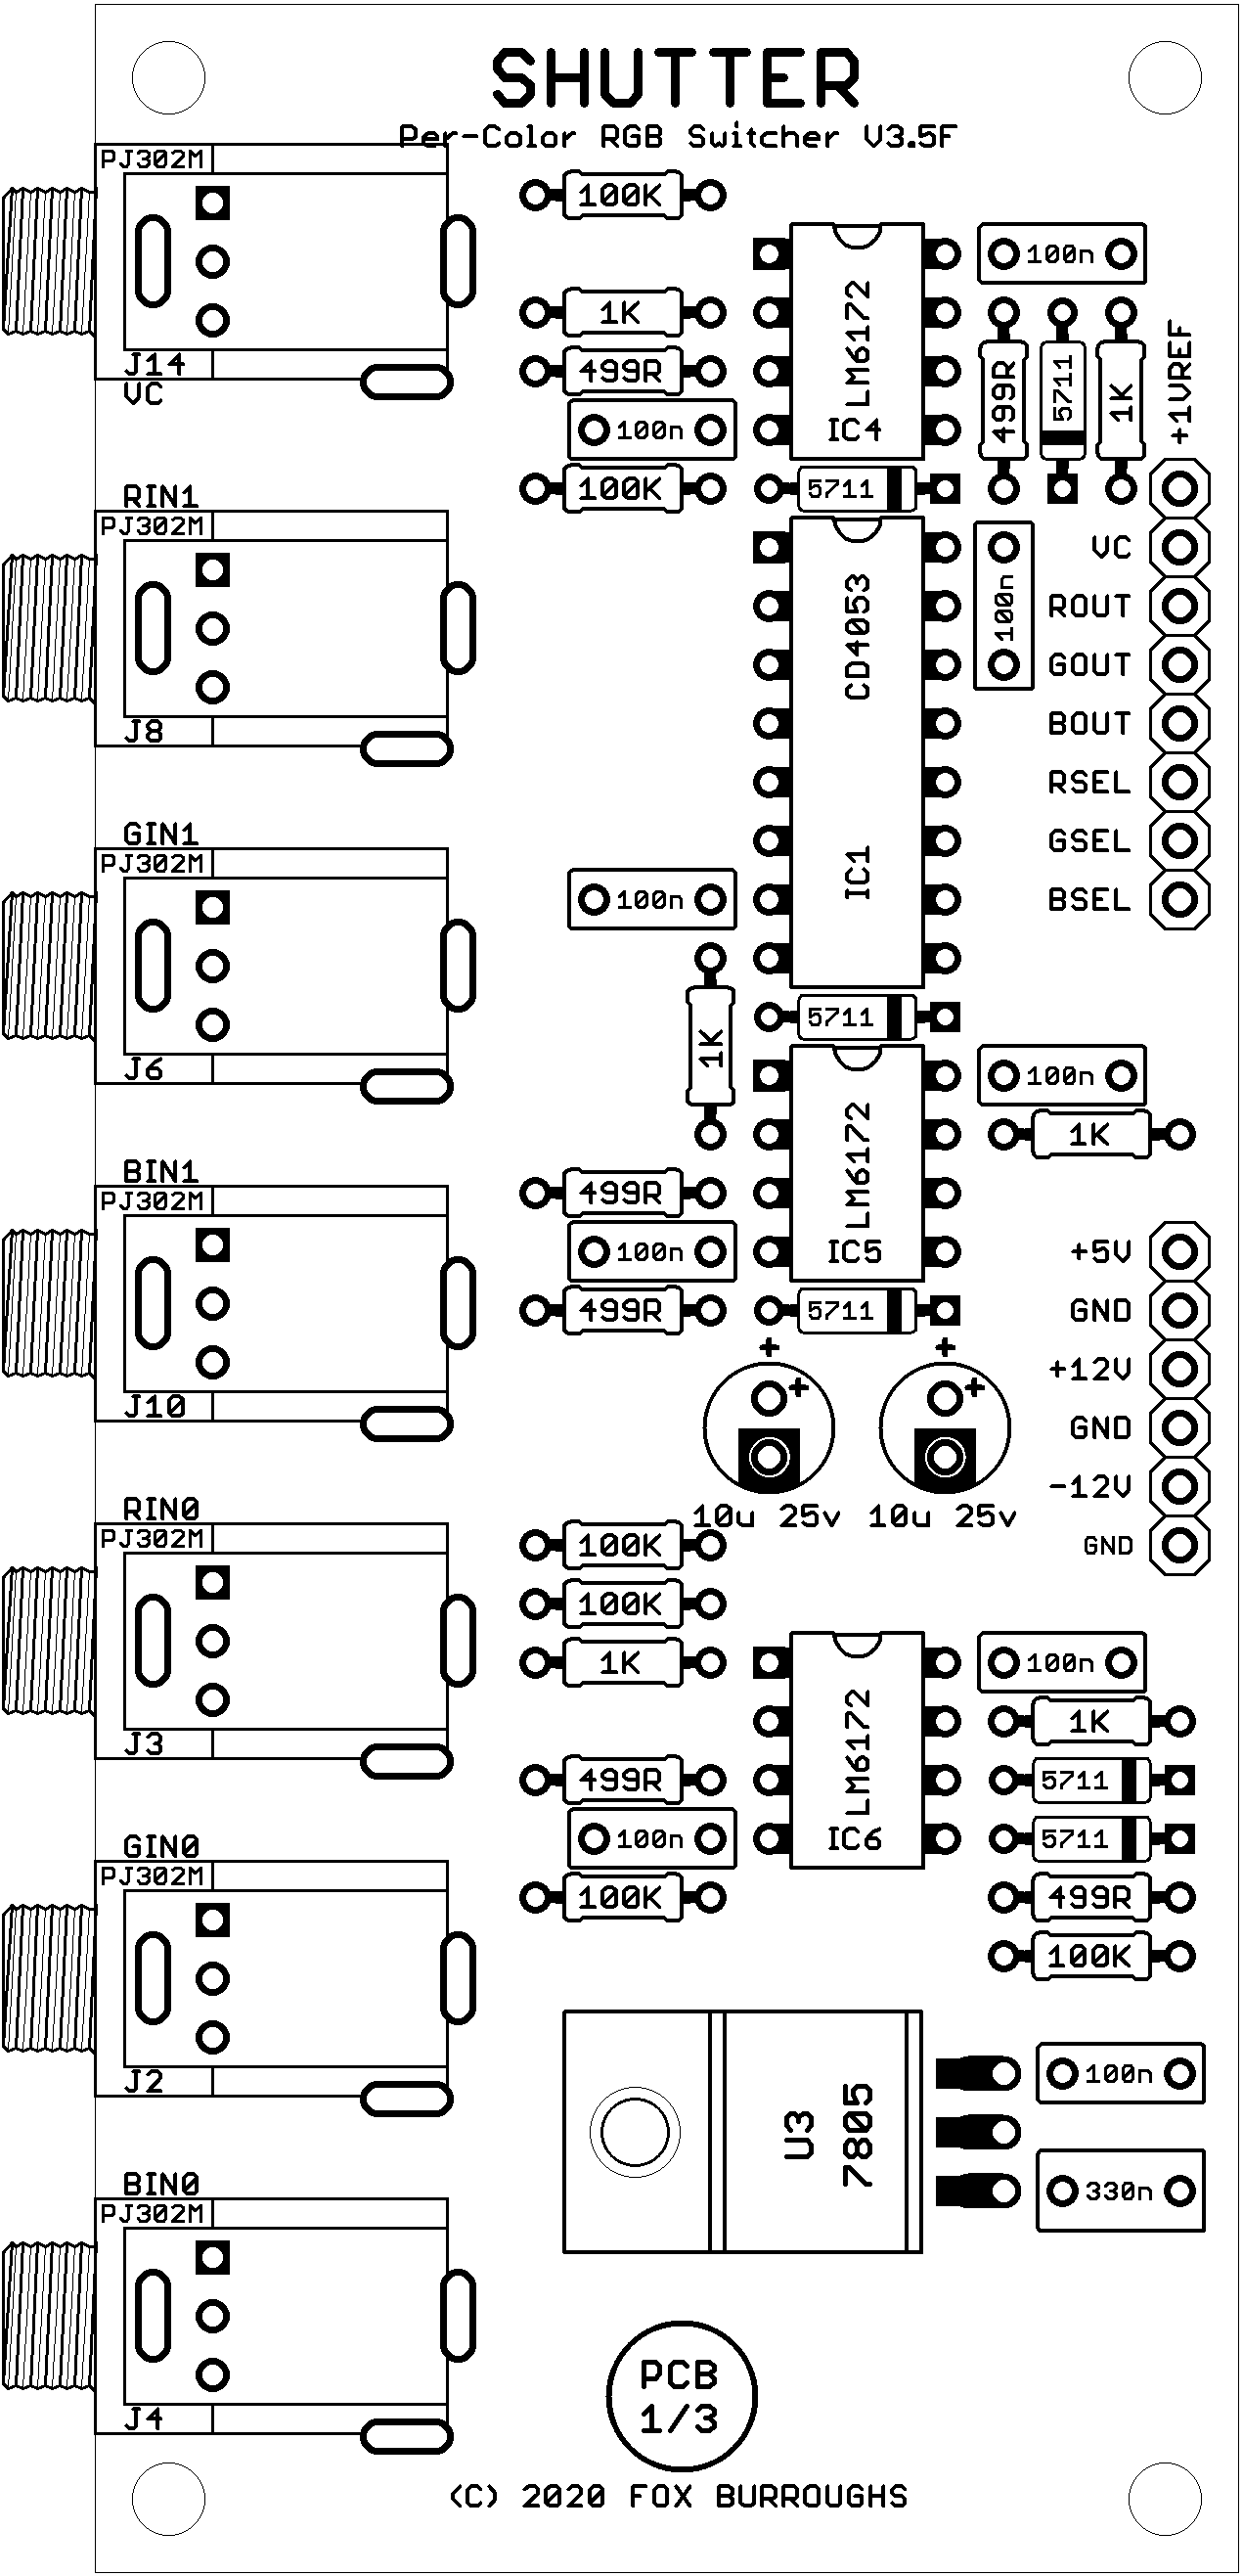 SHUTTER
Per-Color RGB Switcher V3.5F
PJ302M
100K
100n
LM6172
1K
499R
5711
1K
+1VREF
1K
499R
J14
VC
100n
IC4
100K
5711
RIN1
PJ302M
VC
100n
CD4053
ROUT
GOUT
BOUT
J8
RSEL
GIN1
PJ302M
GSEL
IC1
100n
BSEL
5711
1K
J6
100n
LM6172
1K
BIN1
PJ302M
499R
100n
IC5
+5V
499R
5711
GND
+ +
+ +
+12V
J10
GND
-12V
RIN0
PJ302M
10u 25v
10u 25v
100K
GND
100K
1K
100n
LM6172
1K
J3
499R
5711
GIN0
PJ302M
100n
IC6
5711
100K
499R
100K
J2
U3
7805
100n
BIN0
PJ302M
330n
PCB
1/3
J4
(C) 2020 FOX BURROUGHS